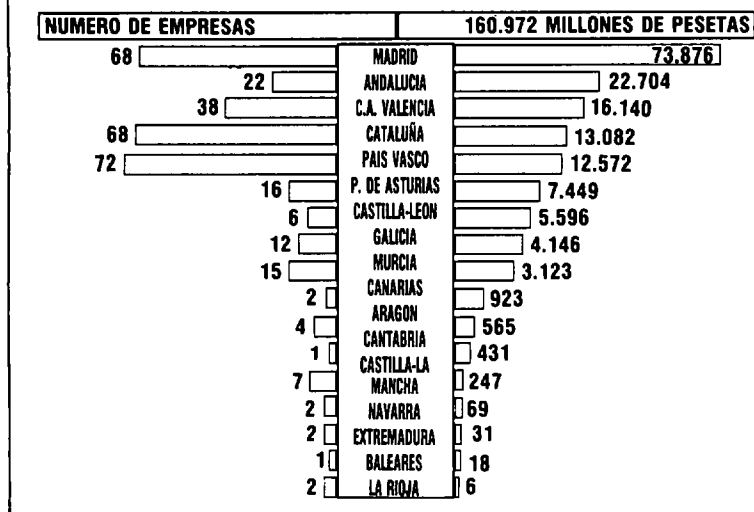 NUMERO DE EMPRESAS 160.972 MILLONES DE PESETAS
68 MADRID 73.876
22 ANDALUCIA 22.704
38 C.A. VALENCIA 16.140
68 CATALUÑA 13.082
72 PAIS VASCO 12.572
16 P. DE ASTURIAS 7.449
6 CASTILLA-LEON 5.596
12 GALICIA 4.146
15 MURCIA 3.123
2 CANARIAS 923
4 ARAGON 565
1 CANTABRIA 431
CASTILLA-LA
7 MANCHA 247
2 NAVARRA 69
2 EXTREMADURA 31
1 BALEARES 18
2 LA RIOJA 6